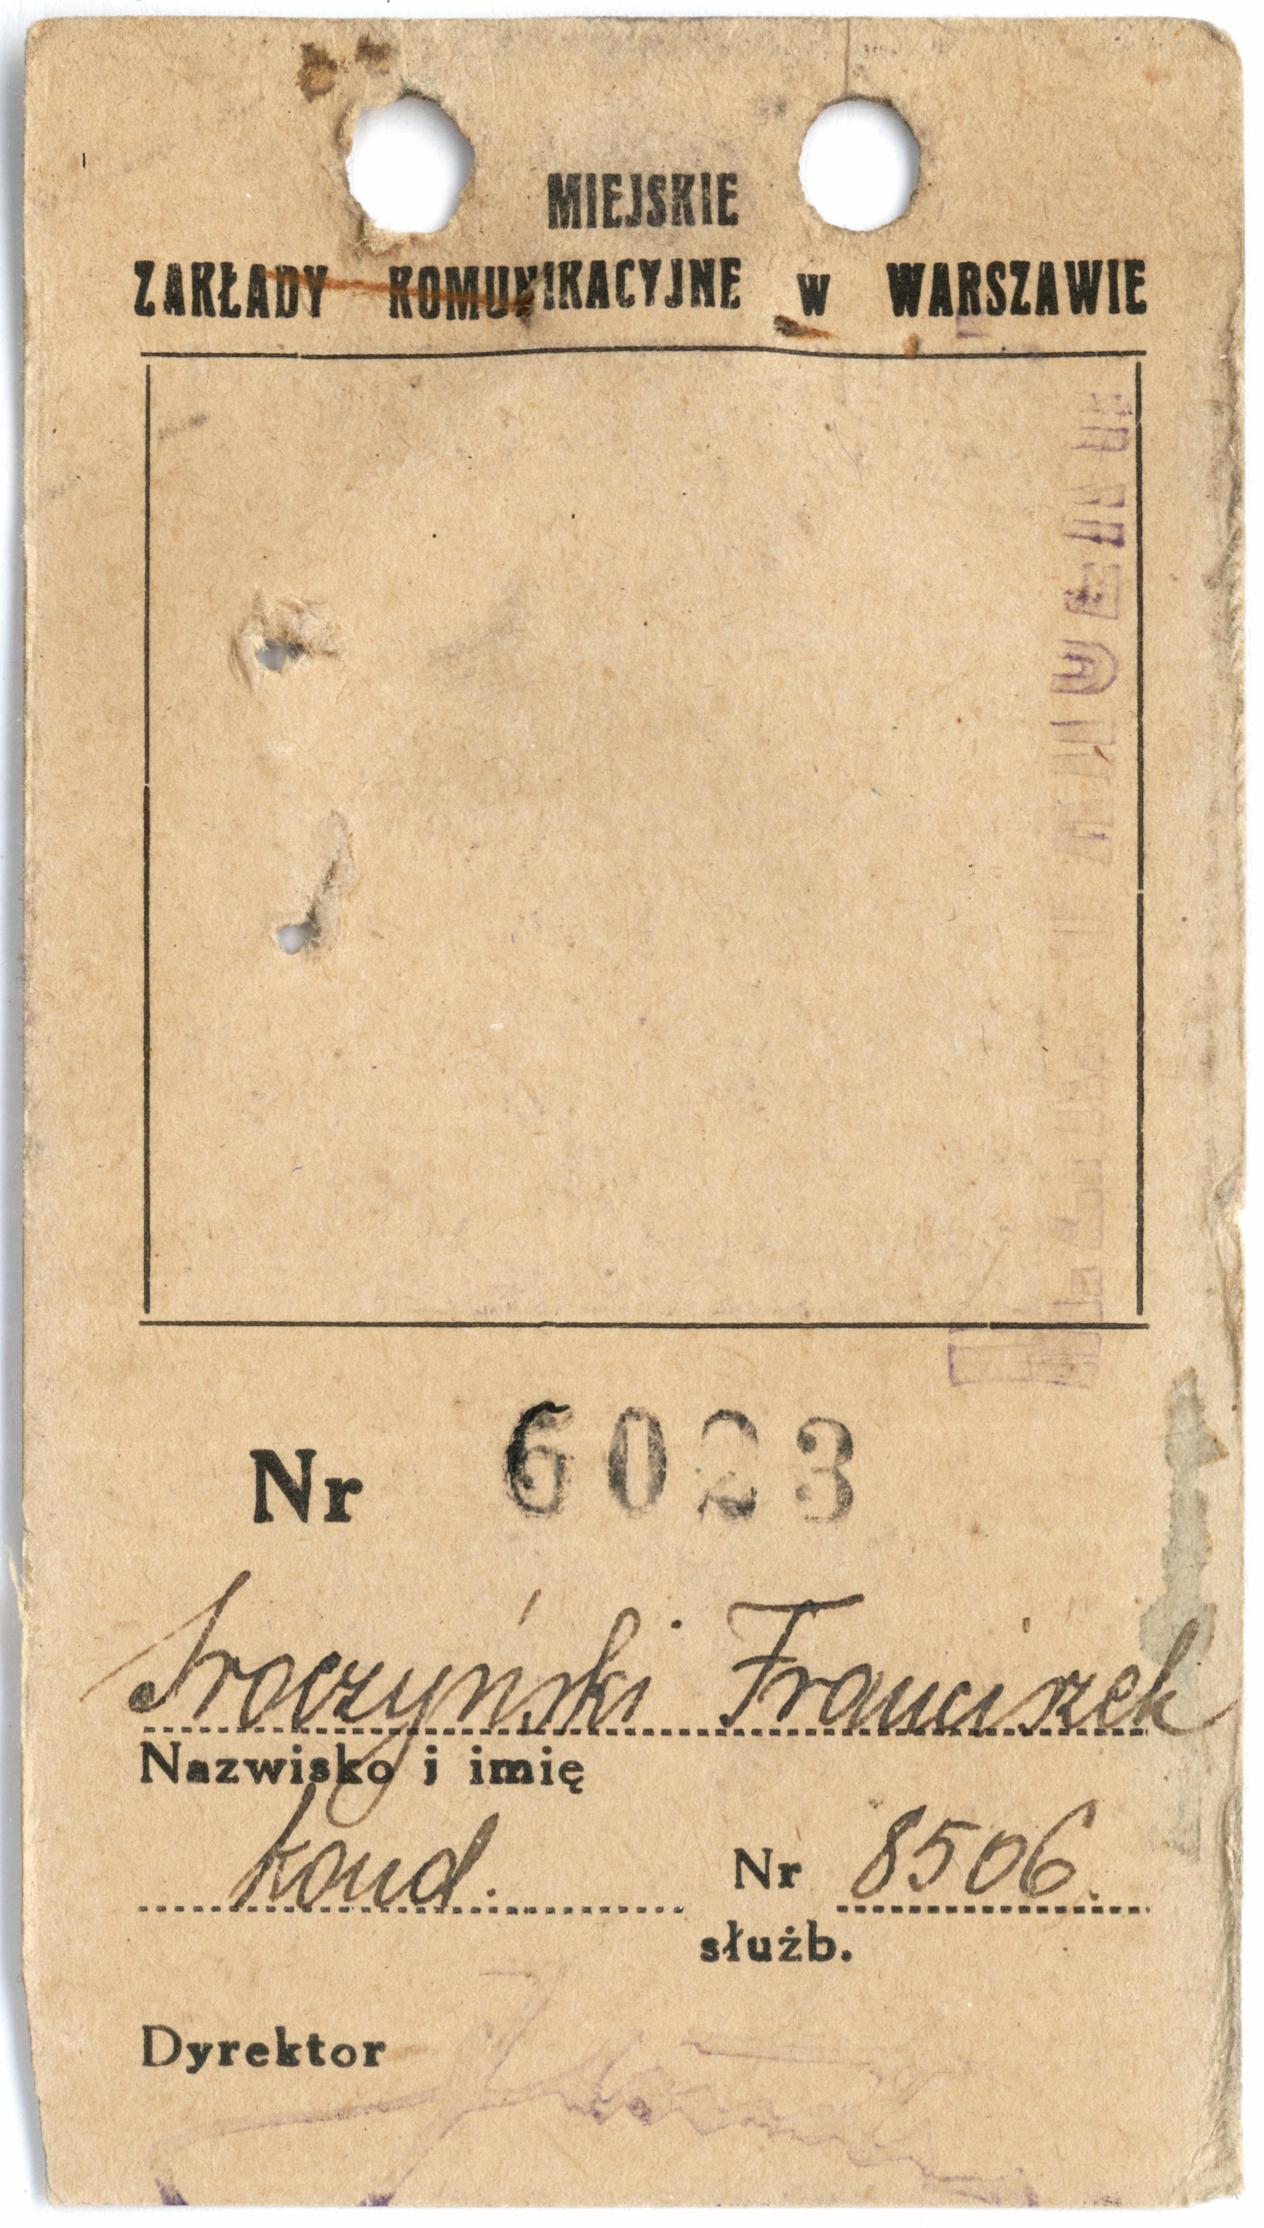 MIEJSKIE
ZAKŁADY KOMUNIKACYJNE w WARSZAWIE
Nr 6023
Sroczyński Franciszek
Nazwisko i imię
kond. Nr 8506.
służb.
Dyrektor